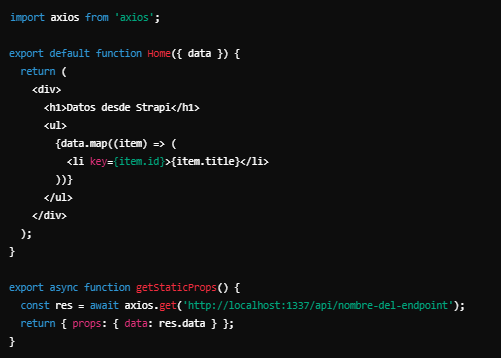 import axios from 'axios';

export default function Home({ data }) {
  return (
    <div>
      <h1>Datos desde Strapi</h1>
      <ul>
        {data.map((item) => (
          <li key={item.id}>{item.title}</li>
        ))}
      </ul>
    </div>
  );
}

export async function getStaticProps() {
  const res = await axios.get('http://localhost:1337/api/nombre-del-endpoint');
  return { props: { data: res.data } };
}